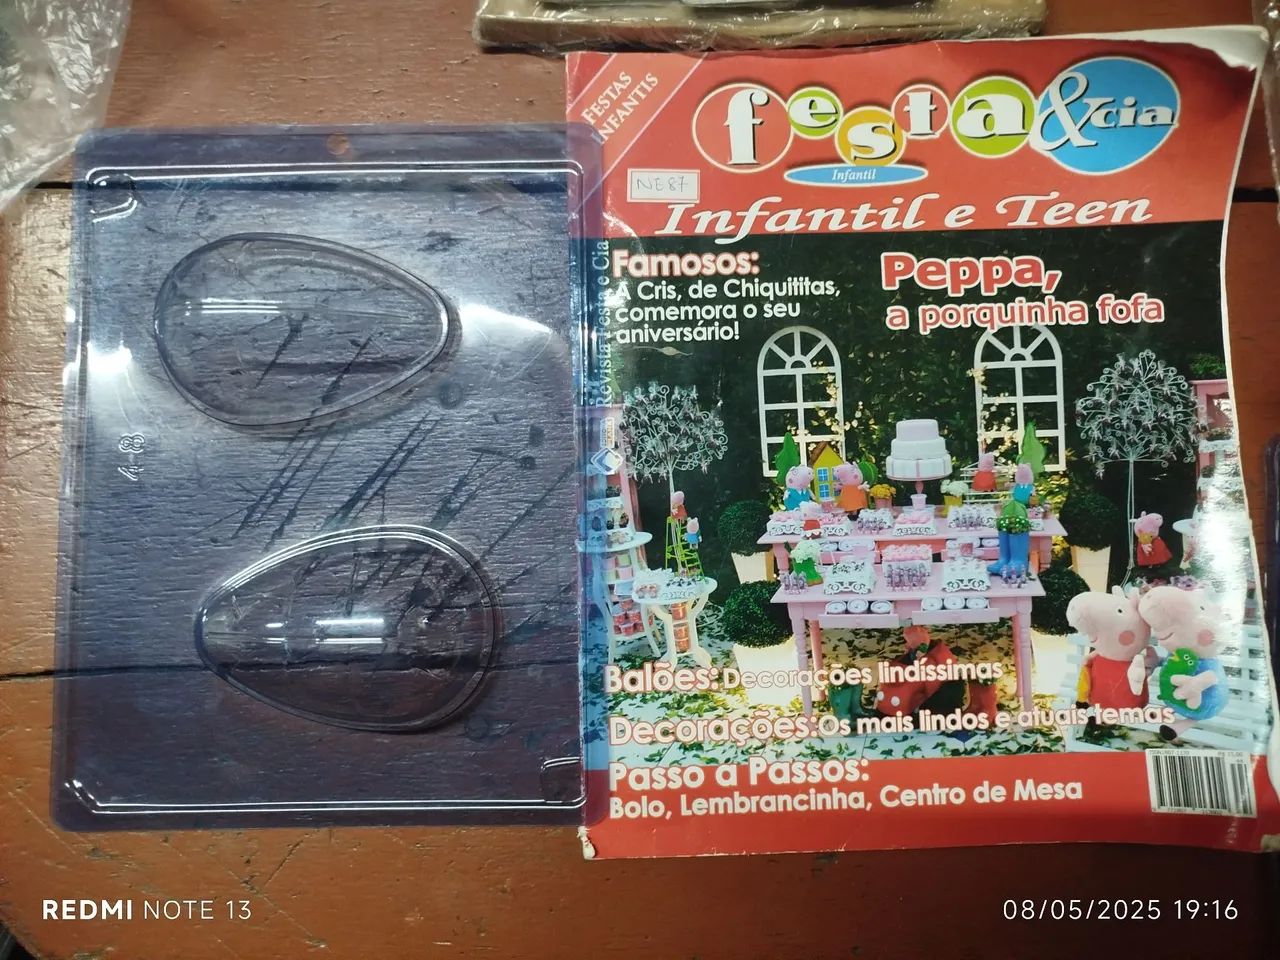 FESTAS
INFANTIS
festa&cia
Infantil
NE87
Infantil e Teen
Famosos:
A Cris, de Chiquititas,
comemora o seu
aniversário!
Peppa,
a porquinha fofa
Revista Festa e Cia
Balões: Decorações lindíssimas
Decorações: Os mais lindos e atuais temas
Passo a Passos:
Bolo, Lembrancinha, Centro de Mesa
REDMI NOTE 13
08/05/2025 19:16